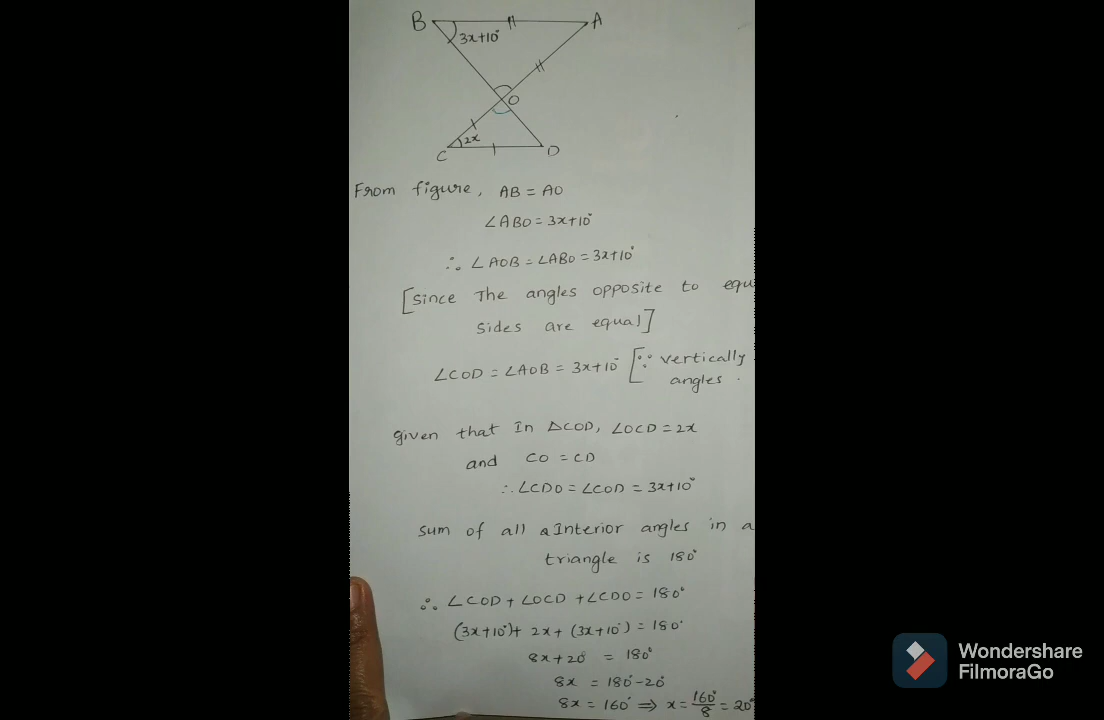 B
A
3x+10°
O
2x
C
D
From figure, AB = AO
∠ABO = 3x+10°
∴ ∠AOB = ∠ABO = 3x+10°
[since The angles opposite to equ
sides are equal]
∠COD = ∠AOB = 3x+10° [∵ vertically
angles.
given that In △COD, ∠OCD = 2x
and CO = CD
∴ ∠CDO = ∠COD = 3x+10°
sum of all Interior angles in a
triangle is 180°
∴ ∠COD + ∠OCD + ∠CDO = 180°
(3x+10°)+ 2x + (3x+10°) = 180°
8x+20° = 180°
8x = 180°-20°
8x = 160° ⇒ x = 160°/8 = 20°
Wondershare
FilmoraGo